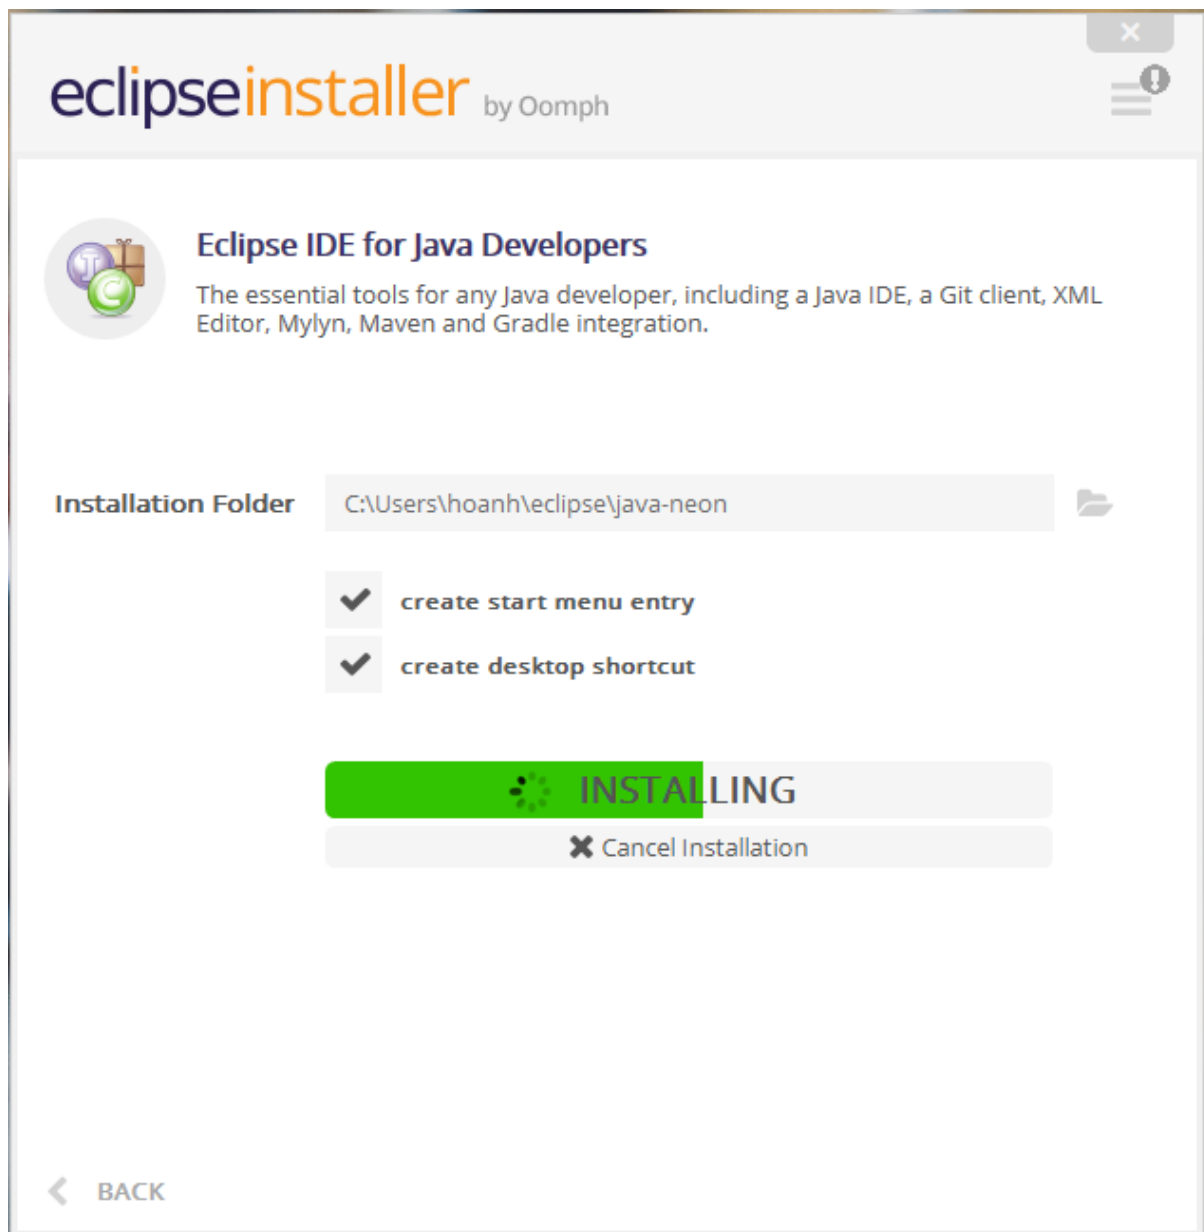 eclipseinstaller by Oomph
Eclipse IDE for Java Developers
The essential tools for any Java developer, including a Java IDE, a Git client, XML
Editor, Mylyn, Maven and Gradle integration.
Installation Folder C:\Users\hoanh\eclipse\java-neon
create start menu entry
create desktop shortcut
INSTALLING
Cancel Installation
BACK